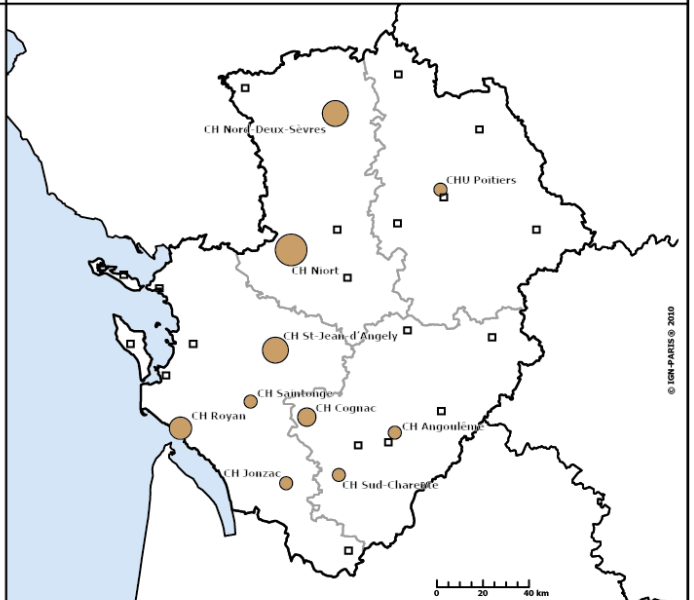 CH Nord-Deux-Sèvres
CHU Poitiers
CH Niort
CH St-Jean-d'Angely
CH Saintonge
CH Cognac
CH Royan
CH Angoulême
CH Jonzac
CH Sud-Charente
© IGN-PARIS ® 2010
0 20 40 km